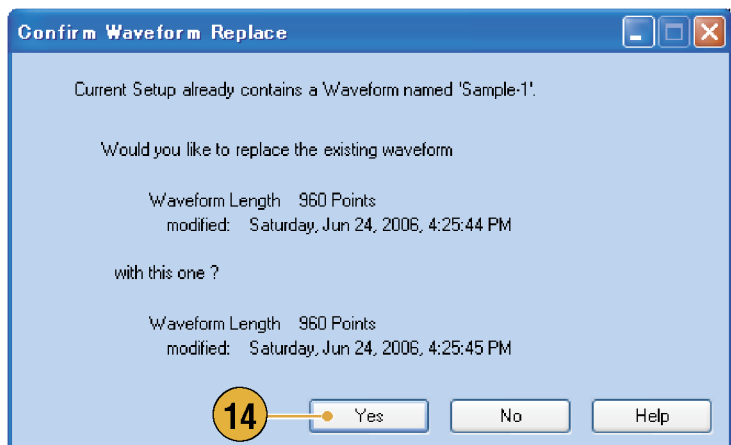 Confirm Waveform Replace
Current Setup already contains a Waveform named 'Sample-1'.
Would you like to replace the existing waveform
Waveform Length 960 Points
modified: Saturday, Jun 24, 2006, 4:25:44 PM
with this one ?
Waveform Length 960 Points
modified: Saturday, Jun 24, 2006, 4:25:45 PM
14 Yes No Help